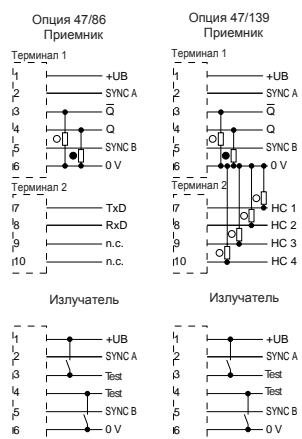 Опция 47/86
Приемник
Терминал 1
1 +UB
2 SYNC A
3 Q
4 Q
5 SYNC B
6 0 V
Терминал 2
7 TxD
8 RxD
9 n.c.
10 n.c.
Излучатель
1 +UB
2 SYNC A
3 Test
4 Test
5 SYNC B
6 0 V
Опция 47/139
Приемник
Терминал 1
1 +UB
2 SYNC A
3 Q
4 Q
5 SYNC B
6 0 V
Терминал 2
7 HC 1
8 HC 2
9 HC 3
10 HC 4
Излучатель
1 +UB
2 SYNC A
3 Test
4 Test
5 SYNC B
6 0 V